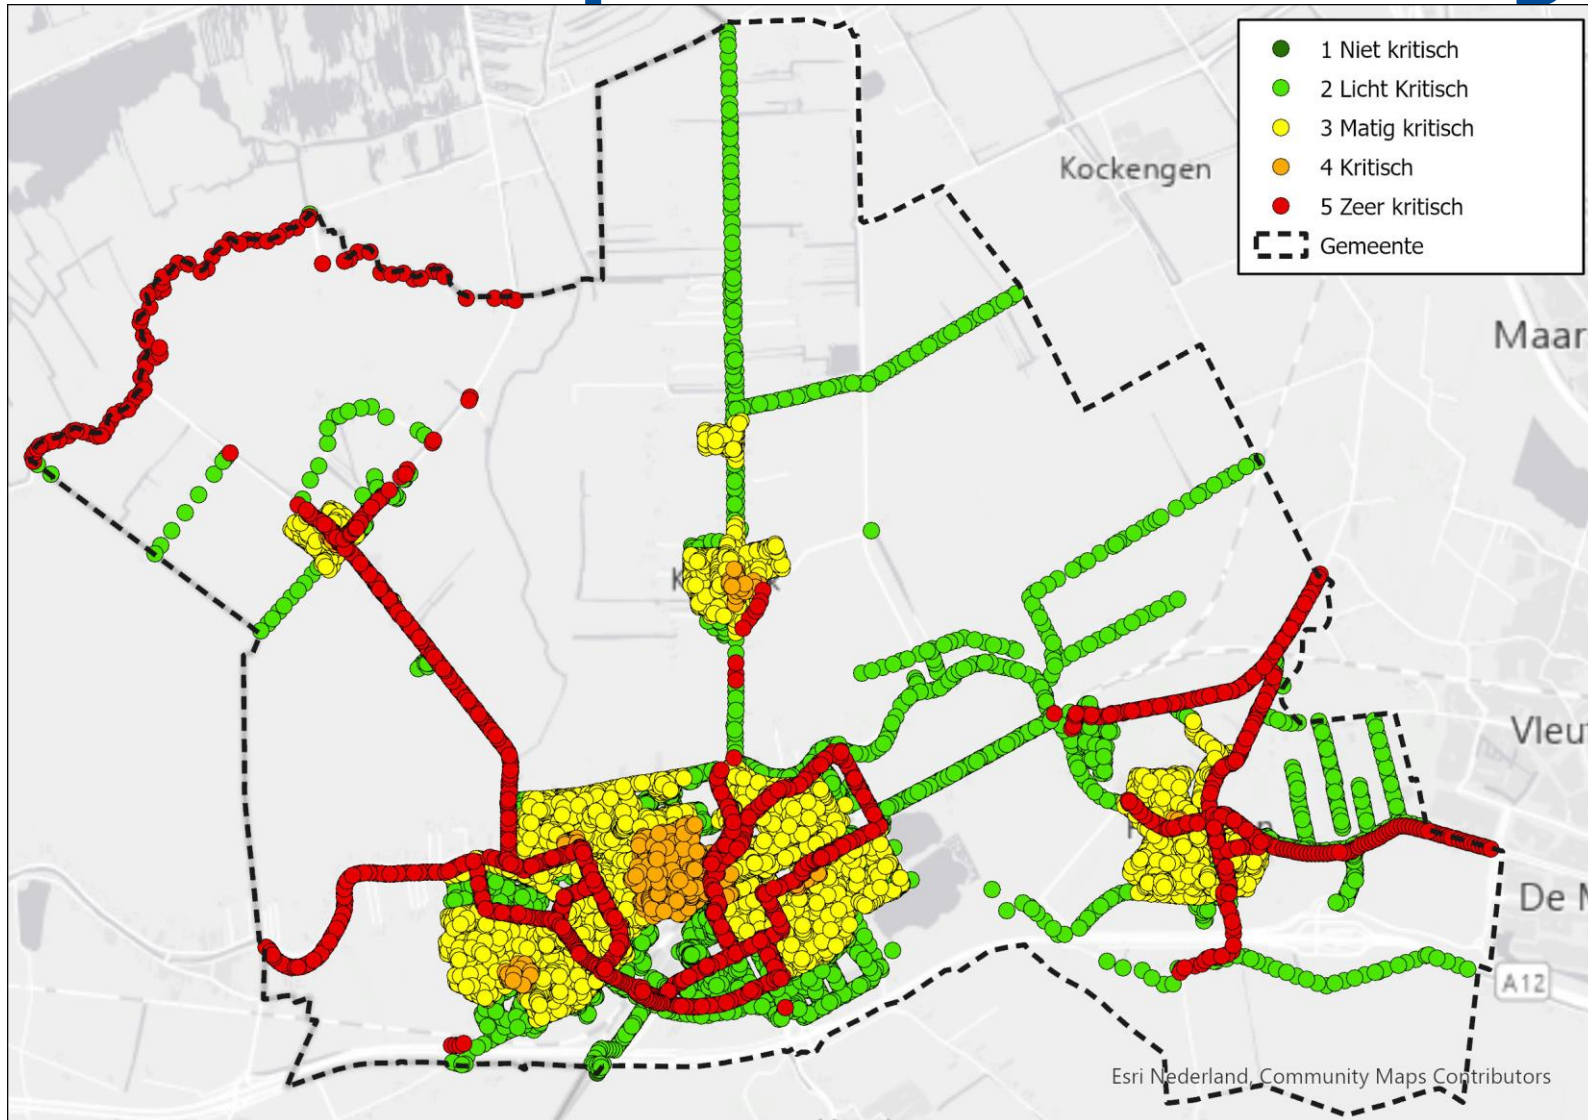 1 Niet kritisch
2 Licht Kritisch
3 Matig kritisch
4 Kritisch
5 Zeer kritisch
Gemeente
Kockengen
Maar
Vleut
De M
A12
Esri Nederland, Community Maps Contributors